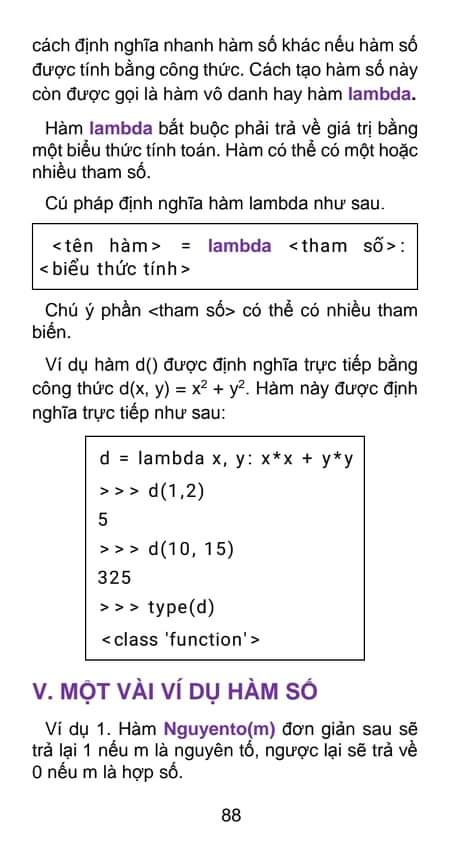 cách định nghĩa nhanh hàm số khác nếu hàm số
được tính bằng công thức. Cách tạo hàm số này
còn được gọi là hàm vô danh hay hàm lambda.
Hàm lambda bắt buộc phải trả về giá trị bằng
một biểu thức tính toán. Hàm có thể có một hoặc
nhiều tham số.
Cú pháp định nghĩa hàm lambda như sau.
<tên hàm> = lambda <tham số>:
<biểu thức tính>
Chú ý phần <tham số> có thể có nhiều tham
biến.
Ví dụ hàm d() được định nghĩa trực tiếp bằng
công thức d(x, y) = x² + y². Hàm này được định
nghĩa trực tiếp như sau:
d = lambda x, y: x*x + y*y
>>> d(1,2)
5
>>> d(10, 15)
325
>>> type(d)
<class 'function'>
V. MỘT VÀI VÍ DỤ HÀM SỐ
Ví dụ 1. Hàm Nguyento(m) đơn giản sau sẽ
trả lại 1 nếu m là nguyên tố, ngược lại sẽ trả về
0 nếu m là hợp số.
88